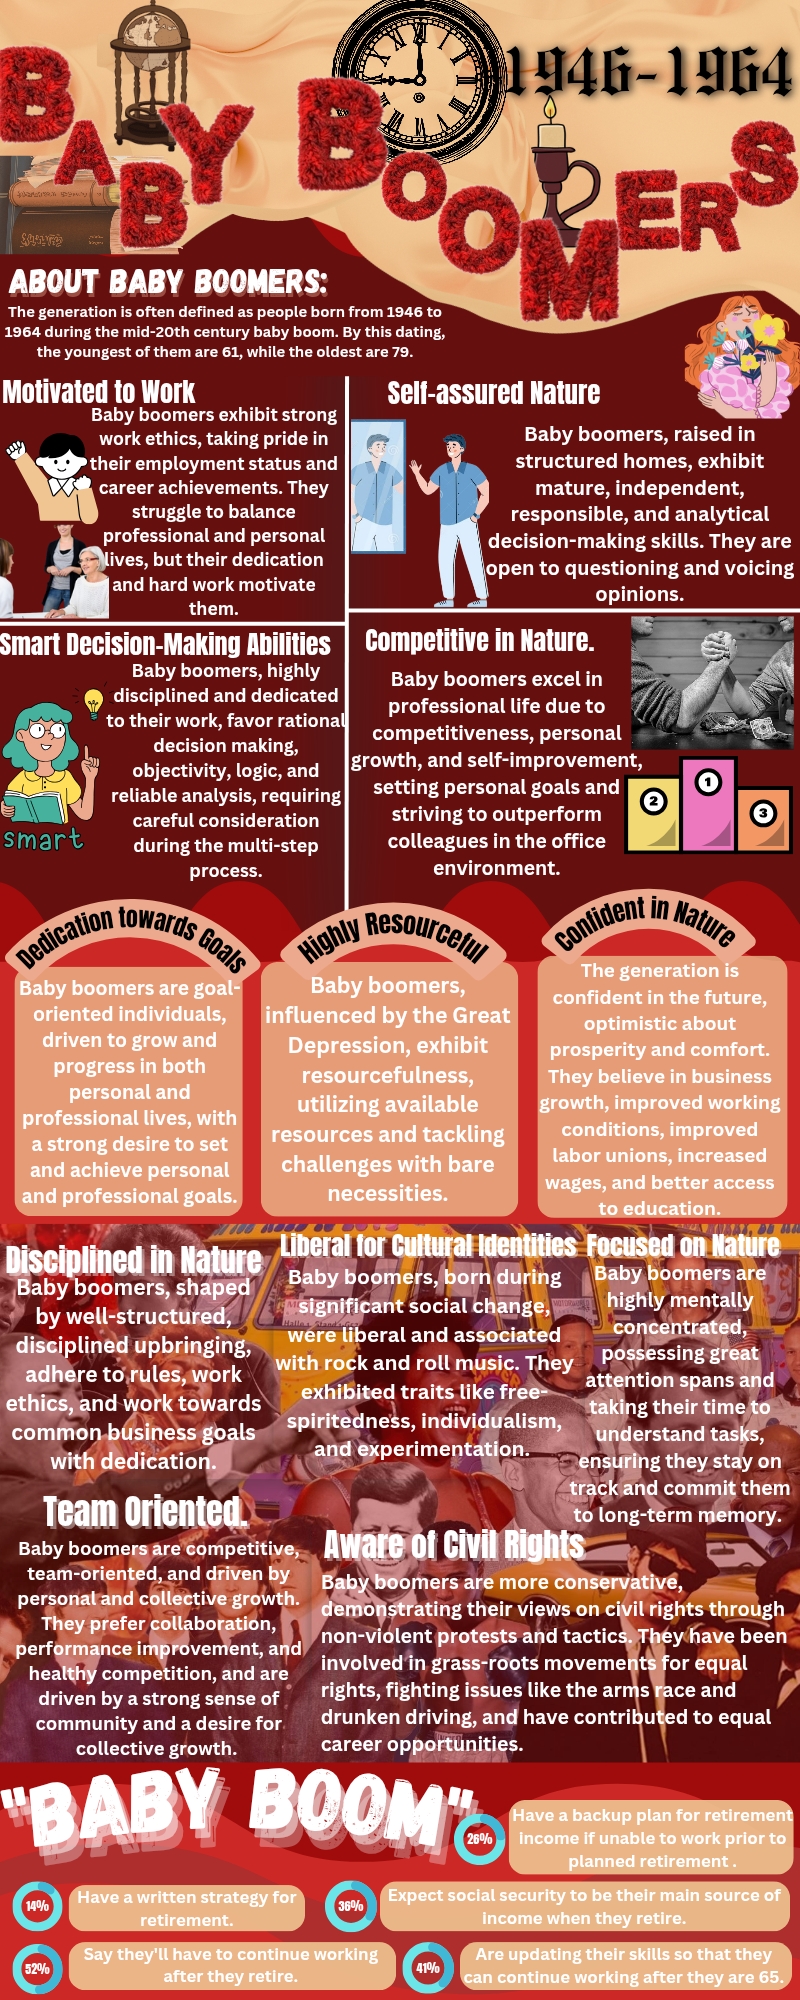 1946-1964
BABY BOOMERS
ABOUT BABY BOOMERS:
The generation is often defined as people born from 1946 to
1964 during the mid-20th century baby boom. By this dating,
the youngest of them are 61, while the oldest are 79.
Motivated to Work
Baby boomers exhibit strong
work ethics, taking pride in
their employment status and
career achievements. They
struggle to balance
professional and personal
lives, but their dedication
and hard work motivate
them.
Self-assured Nature
Baby boomers, raised in
structured homes, exhibit
mature, independent,
responsible, and analytical
decision-making skills. They are
open to questioning and voicing
opinions.
Smart Decision-Making Abilities
Baby boomers, highly
disciplined and dedicated
to their work, favor rational
decision making,
objectivity, logic, and
reliable analysis, requiring
careful consideration
during the multi-step
process.
smart
Competitive in Nature.
Baby boomers excel in
professional life due to
competitiveness, personal
growth, and self-improvement,
setting personal goals and
striving to outperform
colleagues in the office
environment.
2 1 3
Dedication towards Goals
Baby boomers are goal-
oriented individuals,
driven to grow and
progress in both
personal and
professional lives, with
a strong desire to set
and achieve personal
and professional goals.
Highly Resourceful
Baby boomers,
influenced by the Great
Depression, exhibit
resourcefulness,
utilizing available
resources and tackling
challenges with bare
necessities.
Confident in Nature
The generation is
confident in the future,
optimistic about
prosperity and comfort.
They believe in business
growth, improved working
conditions, improved
labor unions, increased
wages, and better access
to education.
Disciplined in Nature
Baby boomers, shaped
by well-structured,
disciplined upbringing,
adhere to rules, work
ethics, and work towards
common business goals
with dedication.
Liberal for Cultural Identities
Baby boomers, born during
significant social change,
were liberal and associated
with rock and roll music. They
exhibited traits like free-
spiritedness, individualism,
and experimentation.
Focused on Nature
Baby boomers are
highly mentally
concentrated,
possessing great
attention spans and
taking their time to
understand tasks,
ensuring they stay on
track and commit them
to long-term memory.
Team Oriented.
Baby boomers are competitive,
team-oriented, and driven by
personal and collective growth.
They prefer collaboration,
performance improvement, and
healthy competition, and are
driven by a strong sense of
community and a desire for
collective growth.
Aware of Civil Rights
Baby boomers are more conservative,
demonstrating their views on civil rights through
non-violent protests and tactics. They have been
involved in grass-roots movements for equal
rights, fighting issues like the arms race and
drunken driving, and have contributed to equal
career opportunities.
"BABY BOOM"
26%
Have a backup plan for retirement
income if unable to work prior to
planned retirement .
14%
Have a written strategy for
retirement.
36%
Expect social security to be their main source of
income when they retire.
52%
Say they'll have to continue working
after they retire.
41%
Are updating their skills so that they
can continue working after they are 65.